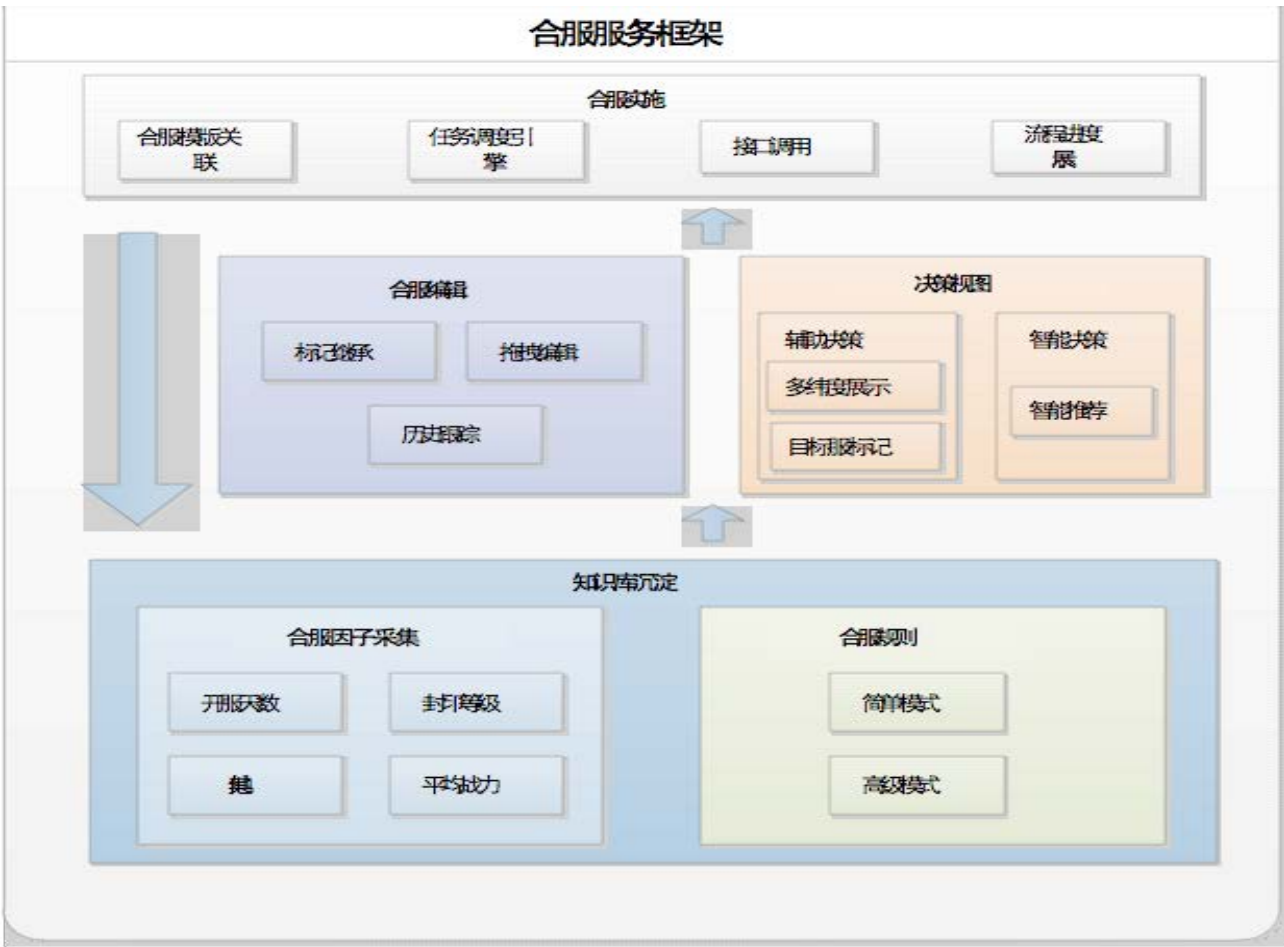 合服服务框架
合服实施
合服模版关
联
任务调度引
擎
接口调用
流程进度
展
合服编辑
标记继承
拖拽编辑
历史跟踪
决策视图
辅助决策
多纬度展示
目标服标记
智能决策
智能推荐
知识库沉淀
合服因子采集
开服天数
封印等级
平均战力
合服规则
简单模式
高级模式